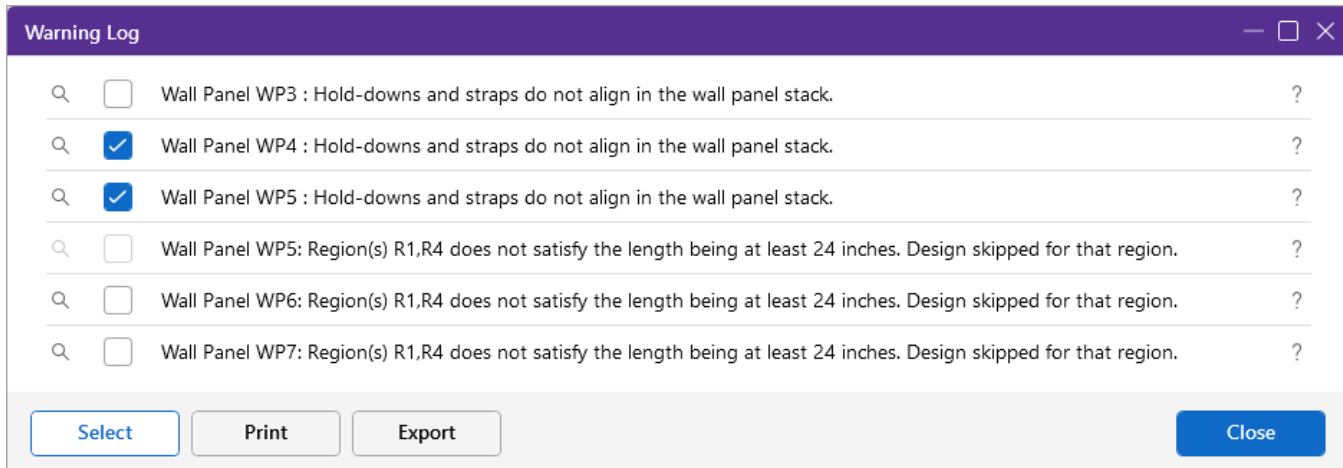 Warning Log
Wall Panel WP3 : Hold-downs and straps do not align in the wall panel stack. ?
Wall Panel WP4 : Hold-downs and straps do not align in the wall panel stack. ?
Wall Panel WP5 : Hold-downs and straps do not align in the wall panel stack. ?
Wall Panel WP5: Region(s) R1,R4 does not satisfy the length being at least 24 inches. Design skipped for that region. ?
Wall Panel WP6: Region(s) R1,R4 does not satisfy the length being at least 24 inches. Design skipped for that region. ?
Wall Panel WP7: Region(s) R1,R4 does not satisfy the length being at least 24 inches. Design skipped for that region. ?
Select Print Export Close